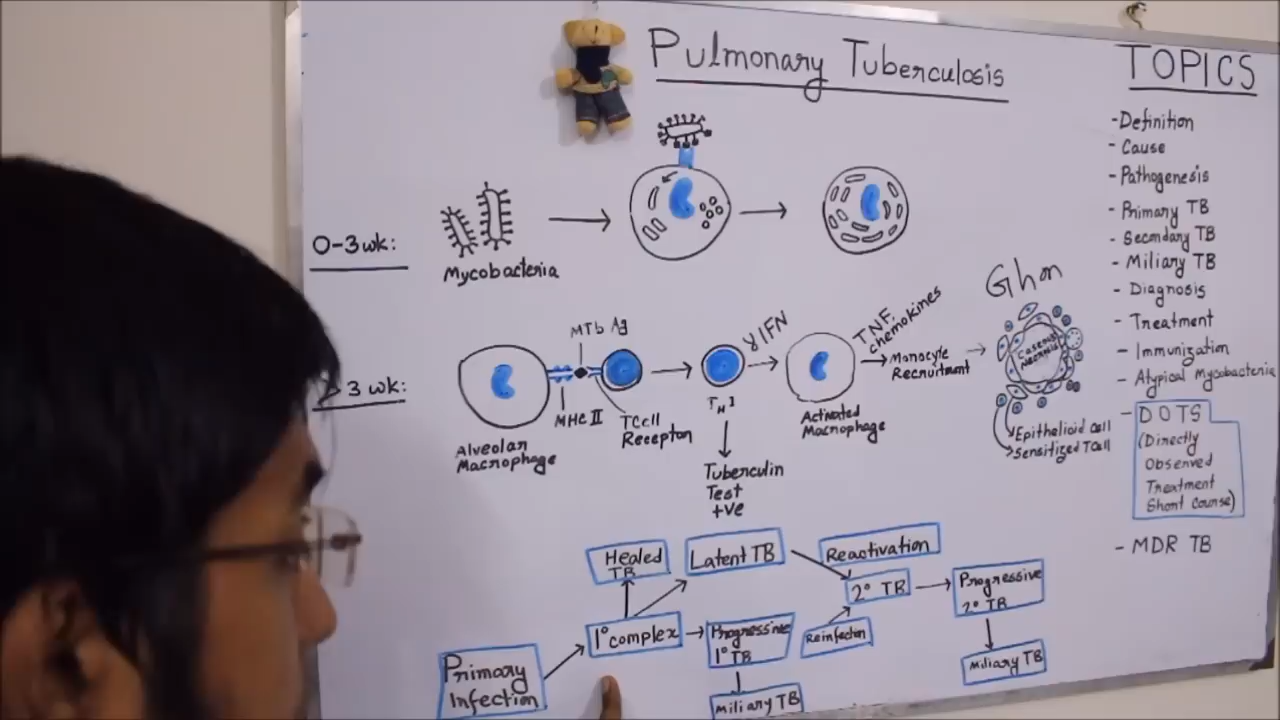 Pulmonary Tuberculosis
TOPICS
-Definition
- Cause
- Pathogenesis
- Primary TB
- Secondary TB
- Miliary TB
- Diagnosis
- Treatment
- Immunization
- Atypical Mycobacteria
- DOTS
(Directly
Observed
Treatment
Short Course)
- MDR TB
0-3 wk:
Mycobacteria
> 3 wk:
Alveolar
Macrophage
MTb Ag
MHC II
T Cell
Receptor
TH1
Tuberculin
Test
+ve
γ IFN
Activated
Macrophage
TNF,
chemokines
Monocyte
Recruitment
Ghon
Caseous
Necrosis
Epithelioid cell
Sensitized T Cell
Primary
Infection
1° complex
Healed
TB
Latent TB
Progressive
1° TB
Miliary TB
Reactivation
Reinfection
2° TB
Progressive
2° TB
Miliary TB